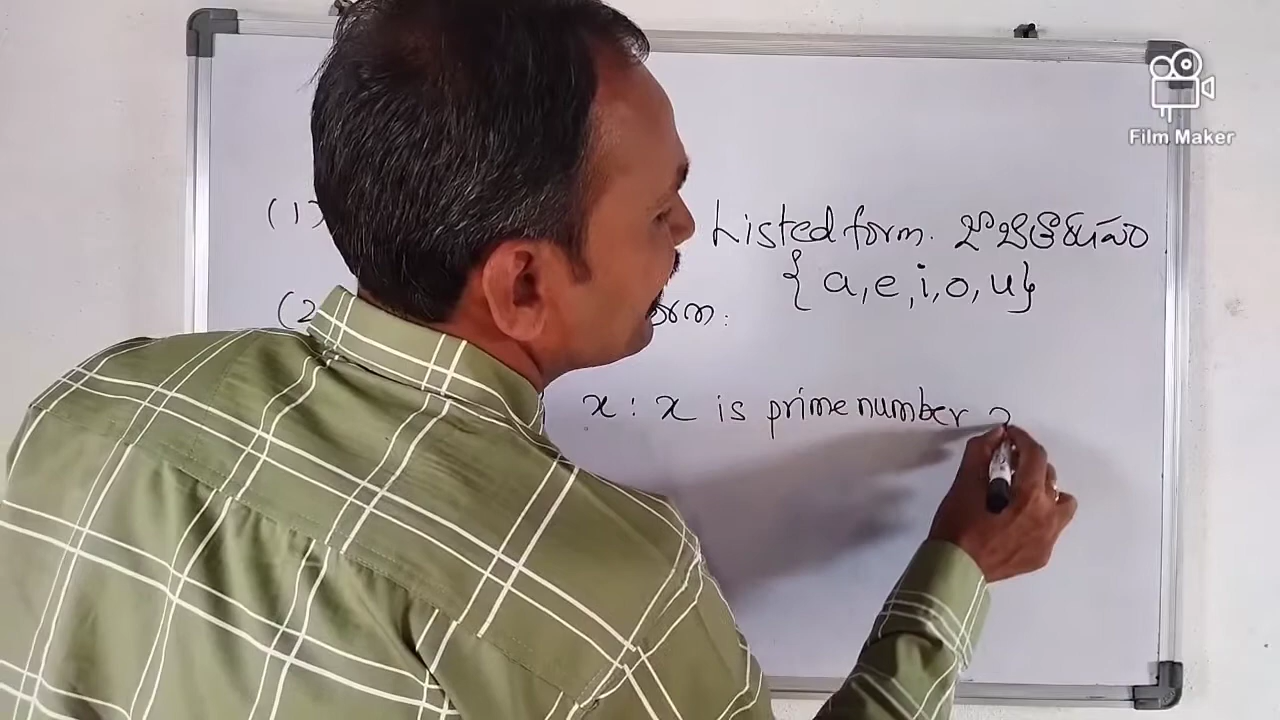 Film Maker
(1) Listed form. జాబితారూపం
{ a, e, i, o, u }
(2
x : x is prime number